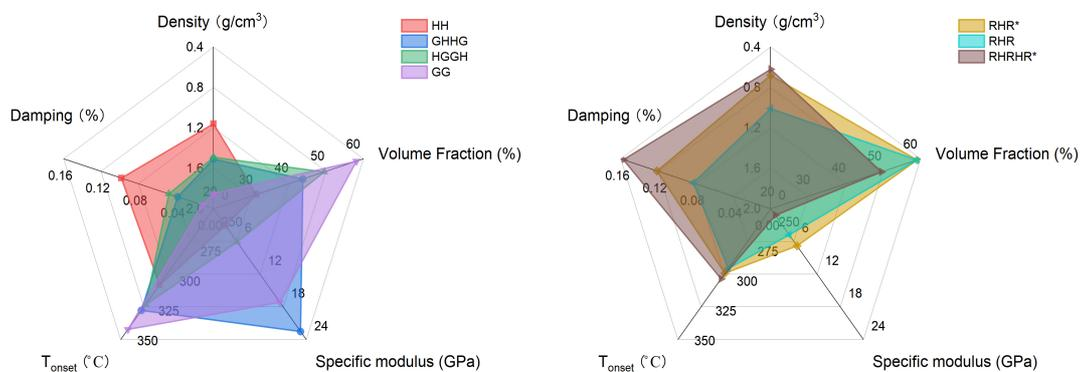 Density (g/cm³)
HH
GHHG
HGGH
GG
0.4
0.8
1.2
1.6
2.0
Damping (%)
0.16
0.12
0.08
0.04
0.00
Volume Fraction (%)
60
50
40
30
20
0
6
12
18
24
Specific modulus (GPa)
250
275
300
325
350
Tonset (°C)
Density (g/cm³)
RHR*
RHR
RHRHR*
0.4
0.8
1.2
1.6
2.0
Damping (%)
0.16
0.12
0.08
0.04
0.00
Volume Fraction (%)
60
50
40
30
20
0
6
12
18
24
Specific modulus (GPa)
250
275
300
325
350
Tonset (°C)